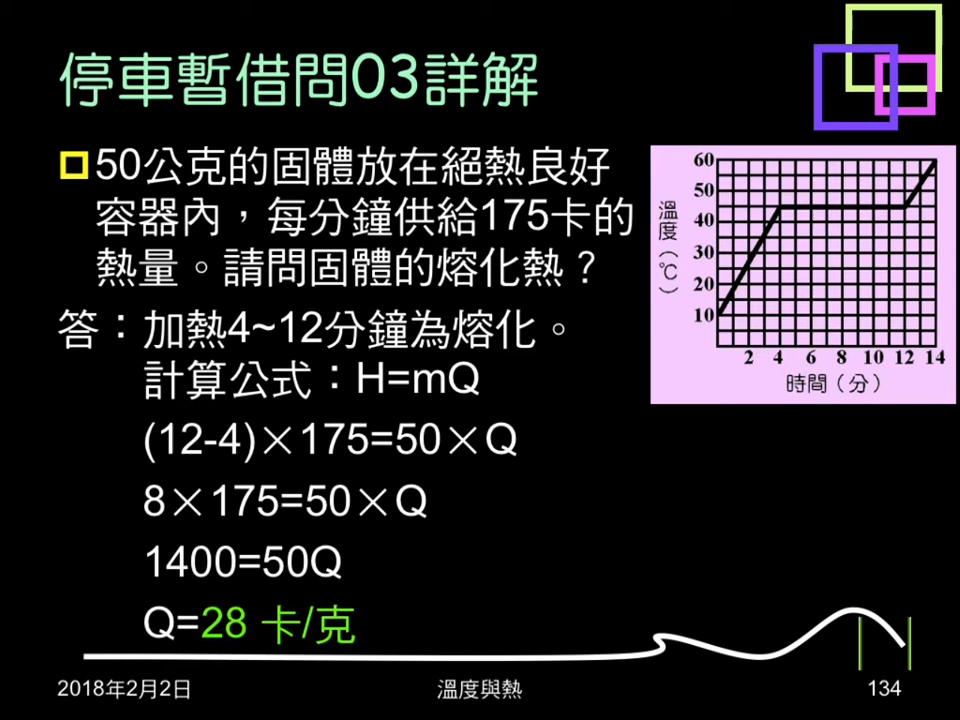 停車暫借問03詳解
50公克的固體放在絕熱良好
容器內，每分鐘供給175卡的
熱量。請問固體的熔化熱？
答：加熱4~12分鐘為熔化。
計算公式：H=mQ
(12-4)×175=50×Q
8×175=50×Q
1400=50Q
Q=28 卡/克
溫度（℃）
60
50
40
30
20
10
2 4 6 8 10 12 14
時間（分）
2018年2月2日 溫度與熱 134